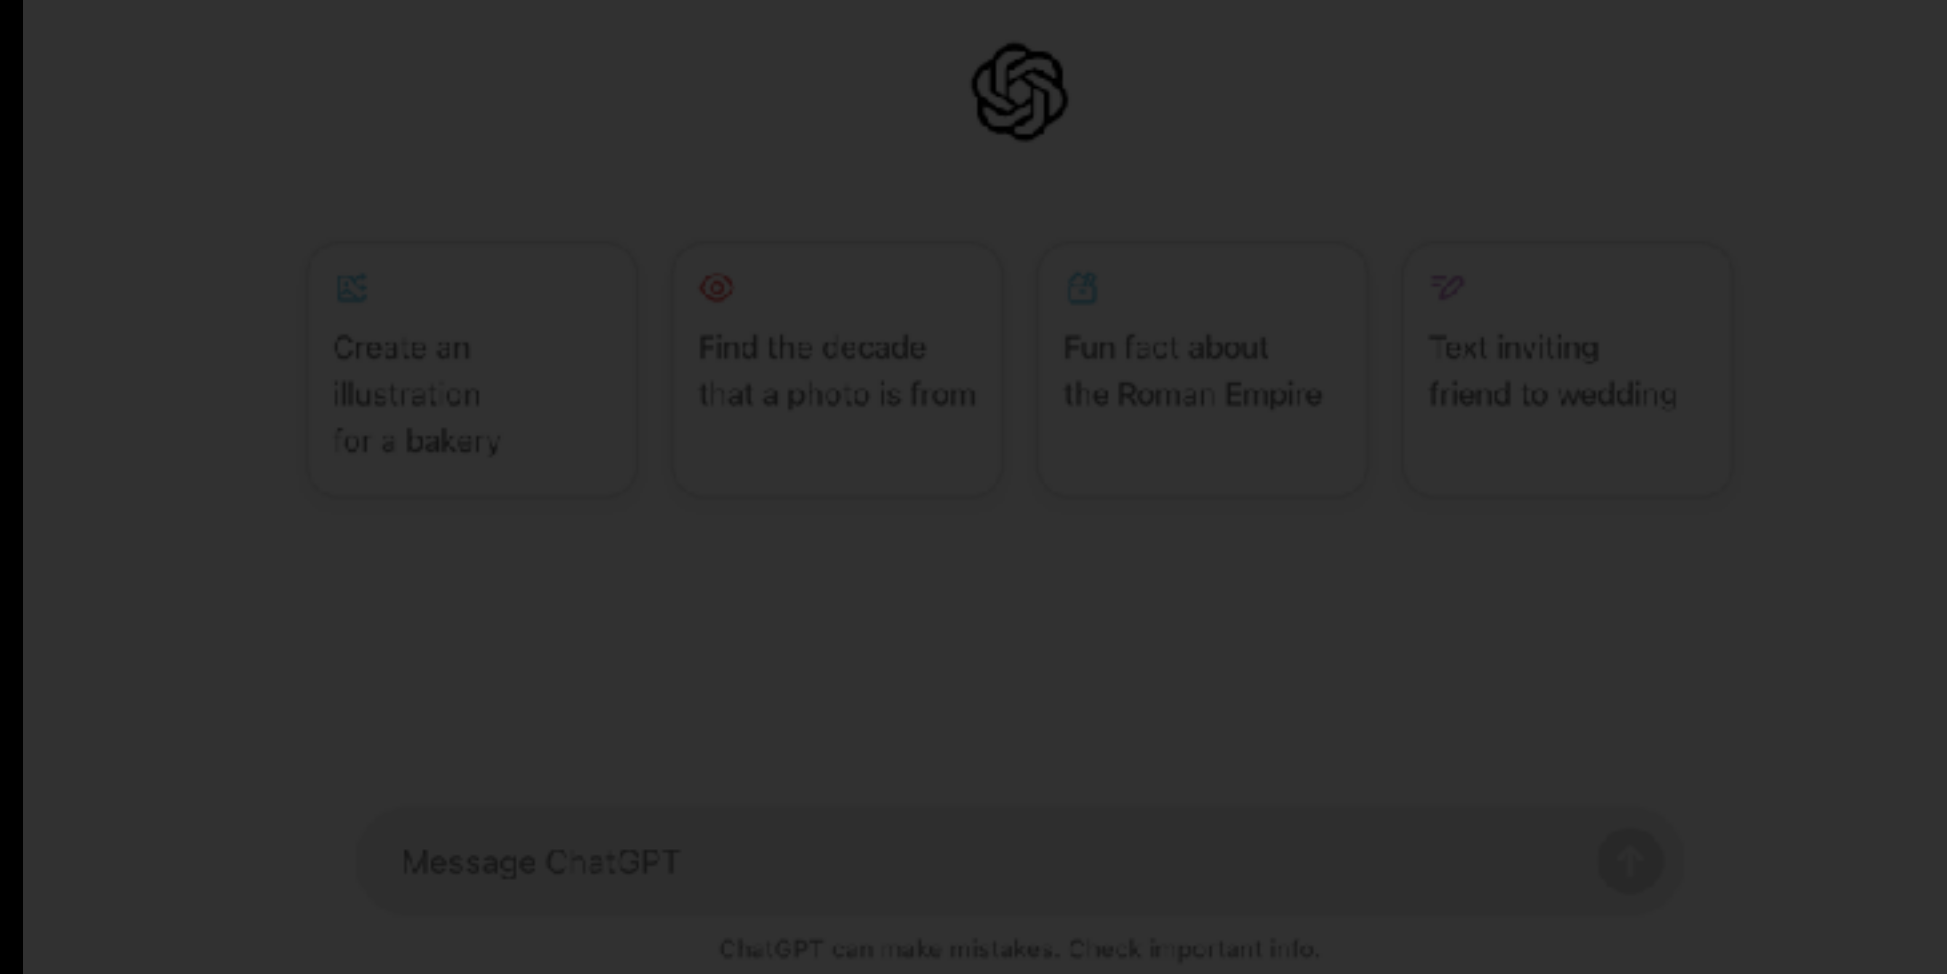 Create an
illustration
for a bakery
Find the decade
that a photo is from
Fun fact about
the Roman Empire
Text inviting
friend to wedding
Message ChatGPT
ChatGPT can make mistakes. Check important info.